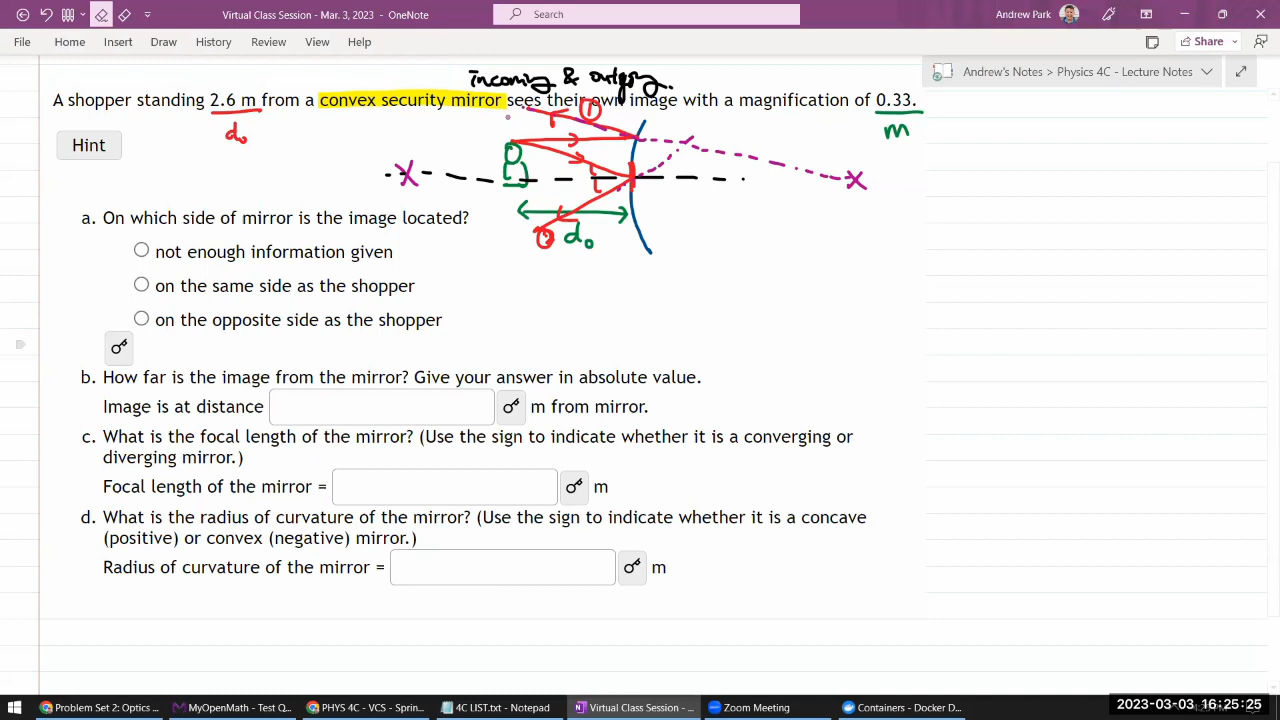 Virtual Class Session - Mar. 3, 2023 - OneNote
Search
Andrew Park
File Home Insert Draw History Review View Help
Share
incoming & outgoing.
Andrew's Notes: Physics 4C - Lecture Nov
A shopper standing 2.6 m from a convex security mirror sees their own image with a magnification of 0.33.
do
m
1
Hint
X
X
a. On which side of mirror is the image located?
2
do
not enough information given
on the same side as the shopper
on the opposite side as the shopper
b. How far is the image from the mirror? Give your answer in absolute value.
Image is at distance m from mirror.
c. What is the focal length of the mirror? (Use the sign to indicate whether it is a converging or
diverging mirror.)
Focal length of the mirror = m
d. What is the radius of curvature of the mirror? (Use the sign to indicate whether it is a concave
(positive) or convex (negative) mirror.)
Radius of curvature of the mirror = m
Problem Set 2: Optics ...
MyOpenMath - Test Q...
PHYS 4C - VCS - Sprin...
4C LIST.txt - Notepad
Virtual Class Session - ...
Zoom Meeting
Containers - Docker D...
2023-03-03 16:25:25